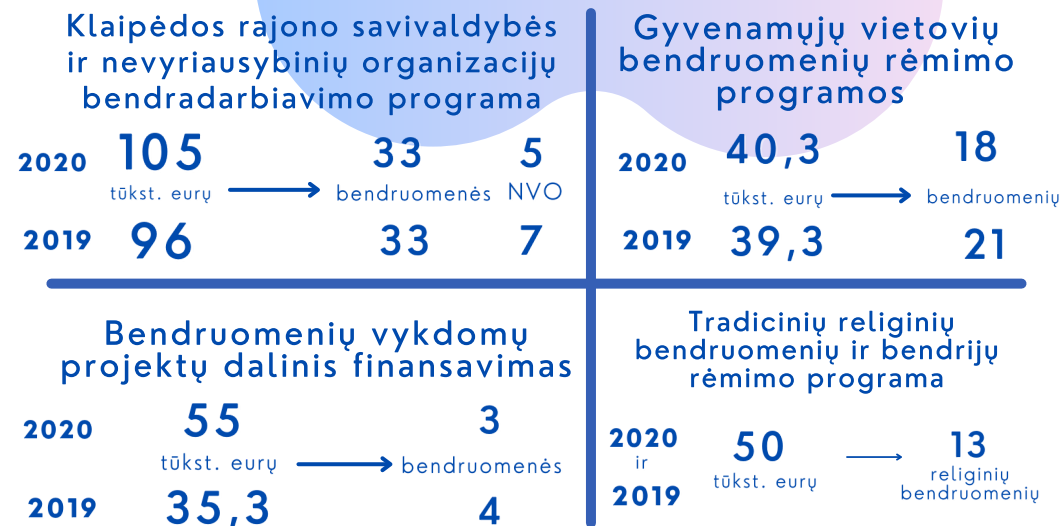 Klaipėdos rajono savivaldybės
ir nevyriausybinių organizacijų
bendradarbiavimo programa
2020 105 33 5
tūkst. eurų bendruomenės NVO
2019 96 33 7
Gyvenamųjų vietovių
bendruomenių rėmimo
programos
2020 40,3 18
tūkst. eurų bendruomenių
2019 39,3 21
Bendruomenių vykdomų
projektų dalinis finansavimas
2020 55 3
tūkst. eurų bendruomenės
2019 35,3 4
Tradicinių religinių
bendruomenių ir bendrijų
rėmimo programa
2020 50 13
ir tūkst. eurų religinių
2019 bendruomenių